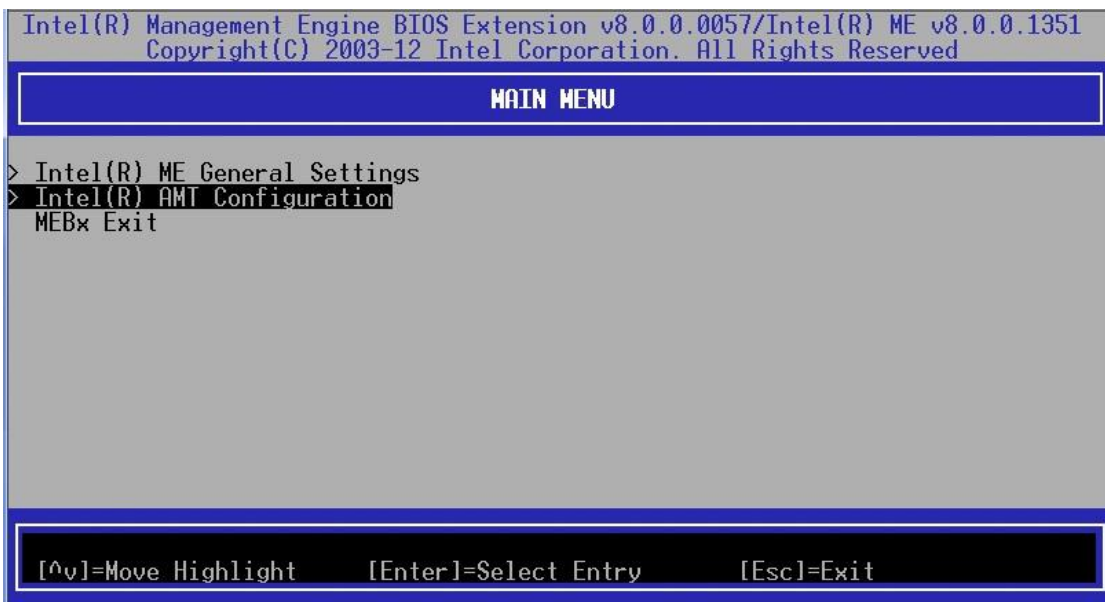 Intel(R) Management Engine BIOS Extension v8.0.0.0057/Intel(R) ME v8.0.0.1351
Copyright(C) 2003-12 Intel Corporation. All Rights Reserved
MAIN MENU
> Intel(R) ME General Settings
> Intel(R) AMT Configuration
MEBx Exit
[^v]=Move Highlight [Enter]=Select Entry [Esc]=Exit